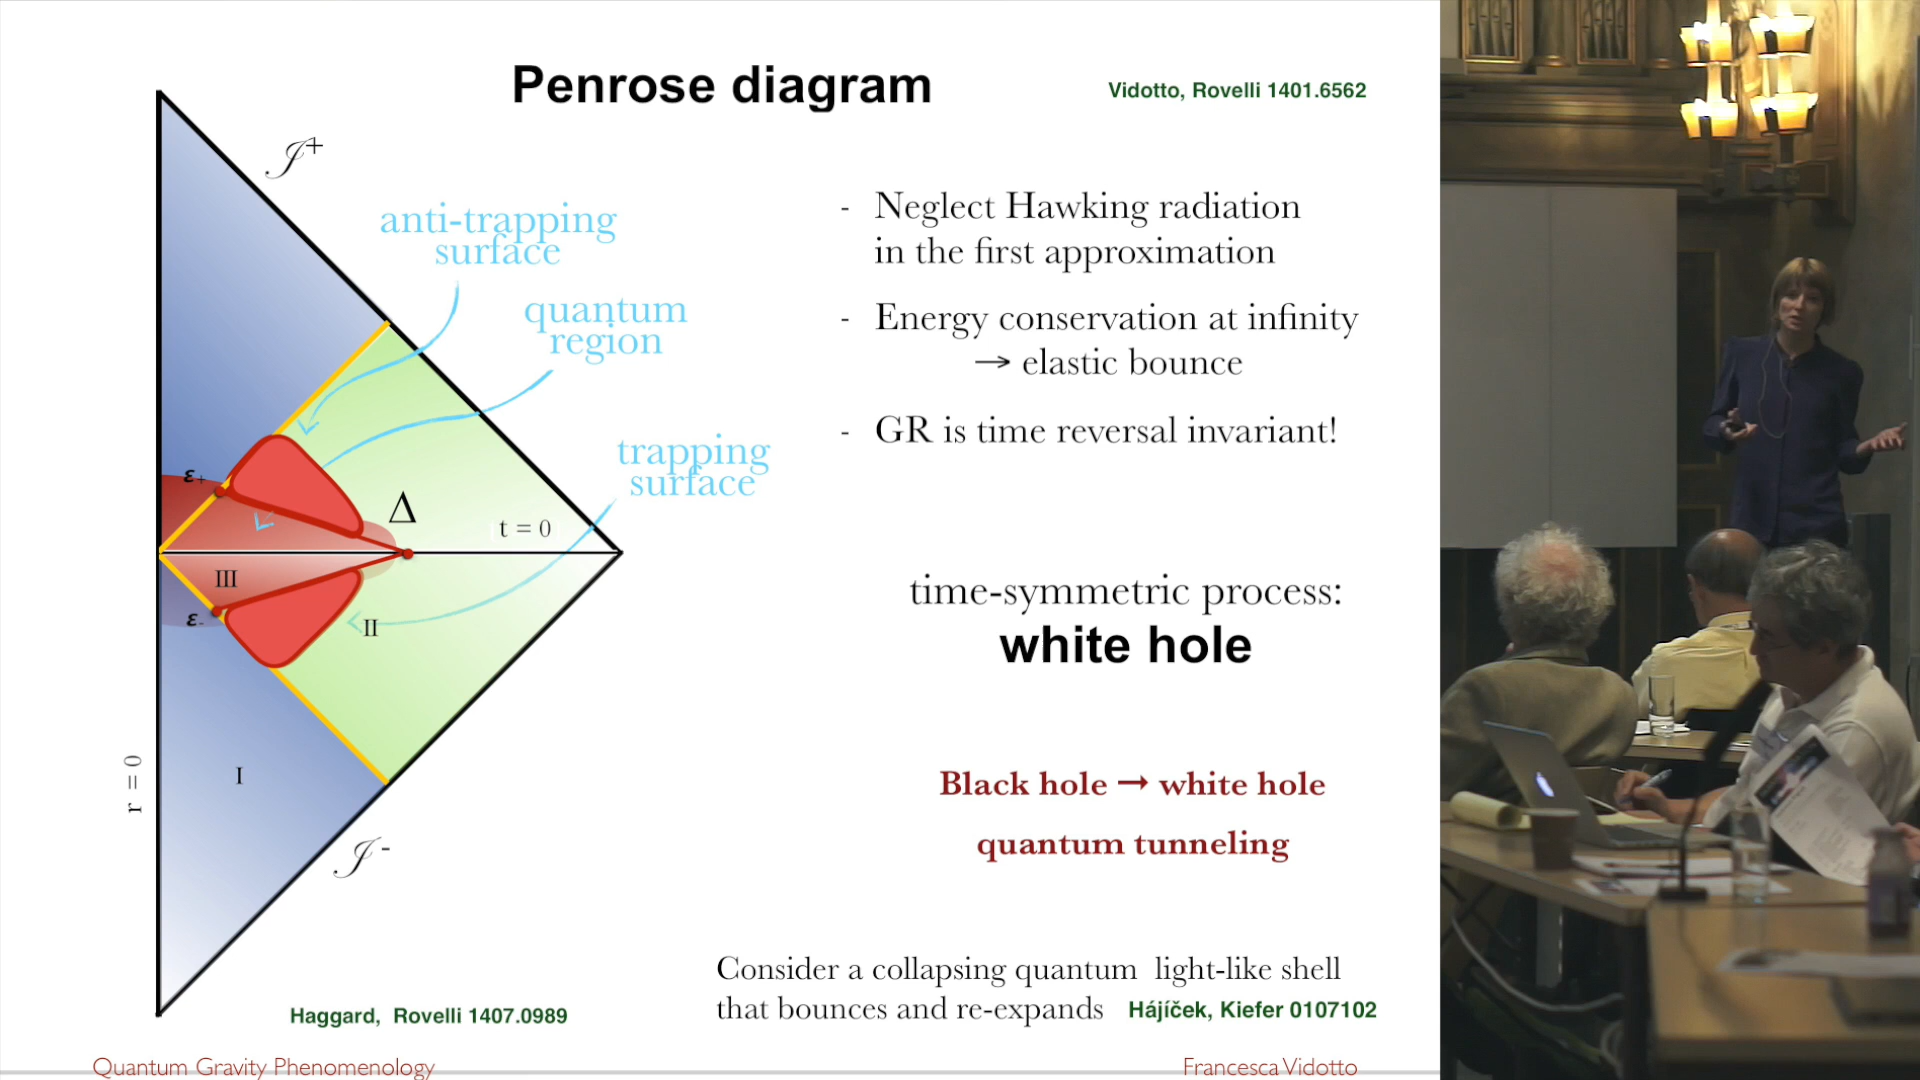 Penrose diagram
Vidotto, Rovelli 1401.6562
𝒥+
anti-trapping
surface
quantum
region
trapping
surface
ε+
Δ
t = 0
III
ε-
II
I
r = 0
𝒥-
- Neglect Hawking radiation
in the first approximation
- Energy conservation at infinity
→ elastic bounce
- GR is time reversal invariant!
time-symmetric process:
white hole
Black hole → white hole
quantum tunneling
Consider a collapsing quantum light-like shell
that bounces and re-expands Hájíček, Kiefer 0107102
Haggard, Rovelli 1407.0989
Quantum Gravity Phenomenology
Francesca Vidotto